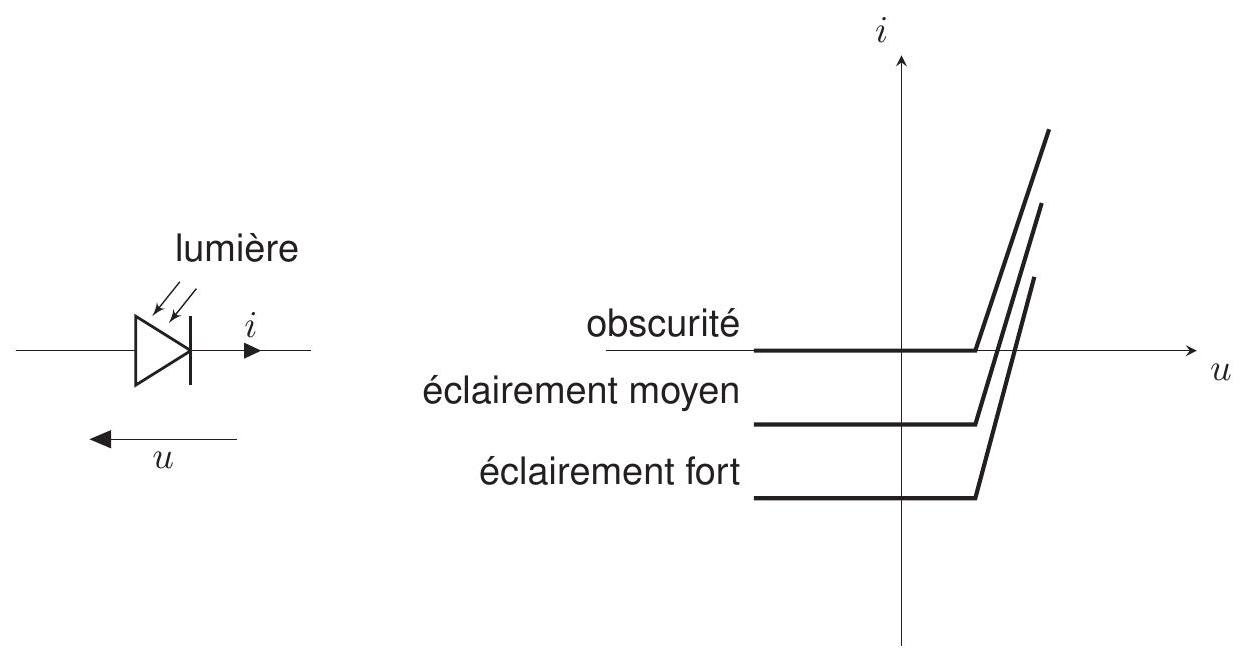 lumière
i
u
i
obscurité
éclairement moyen
éclairement fort
u